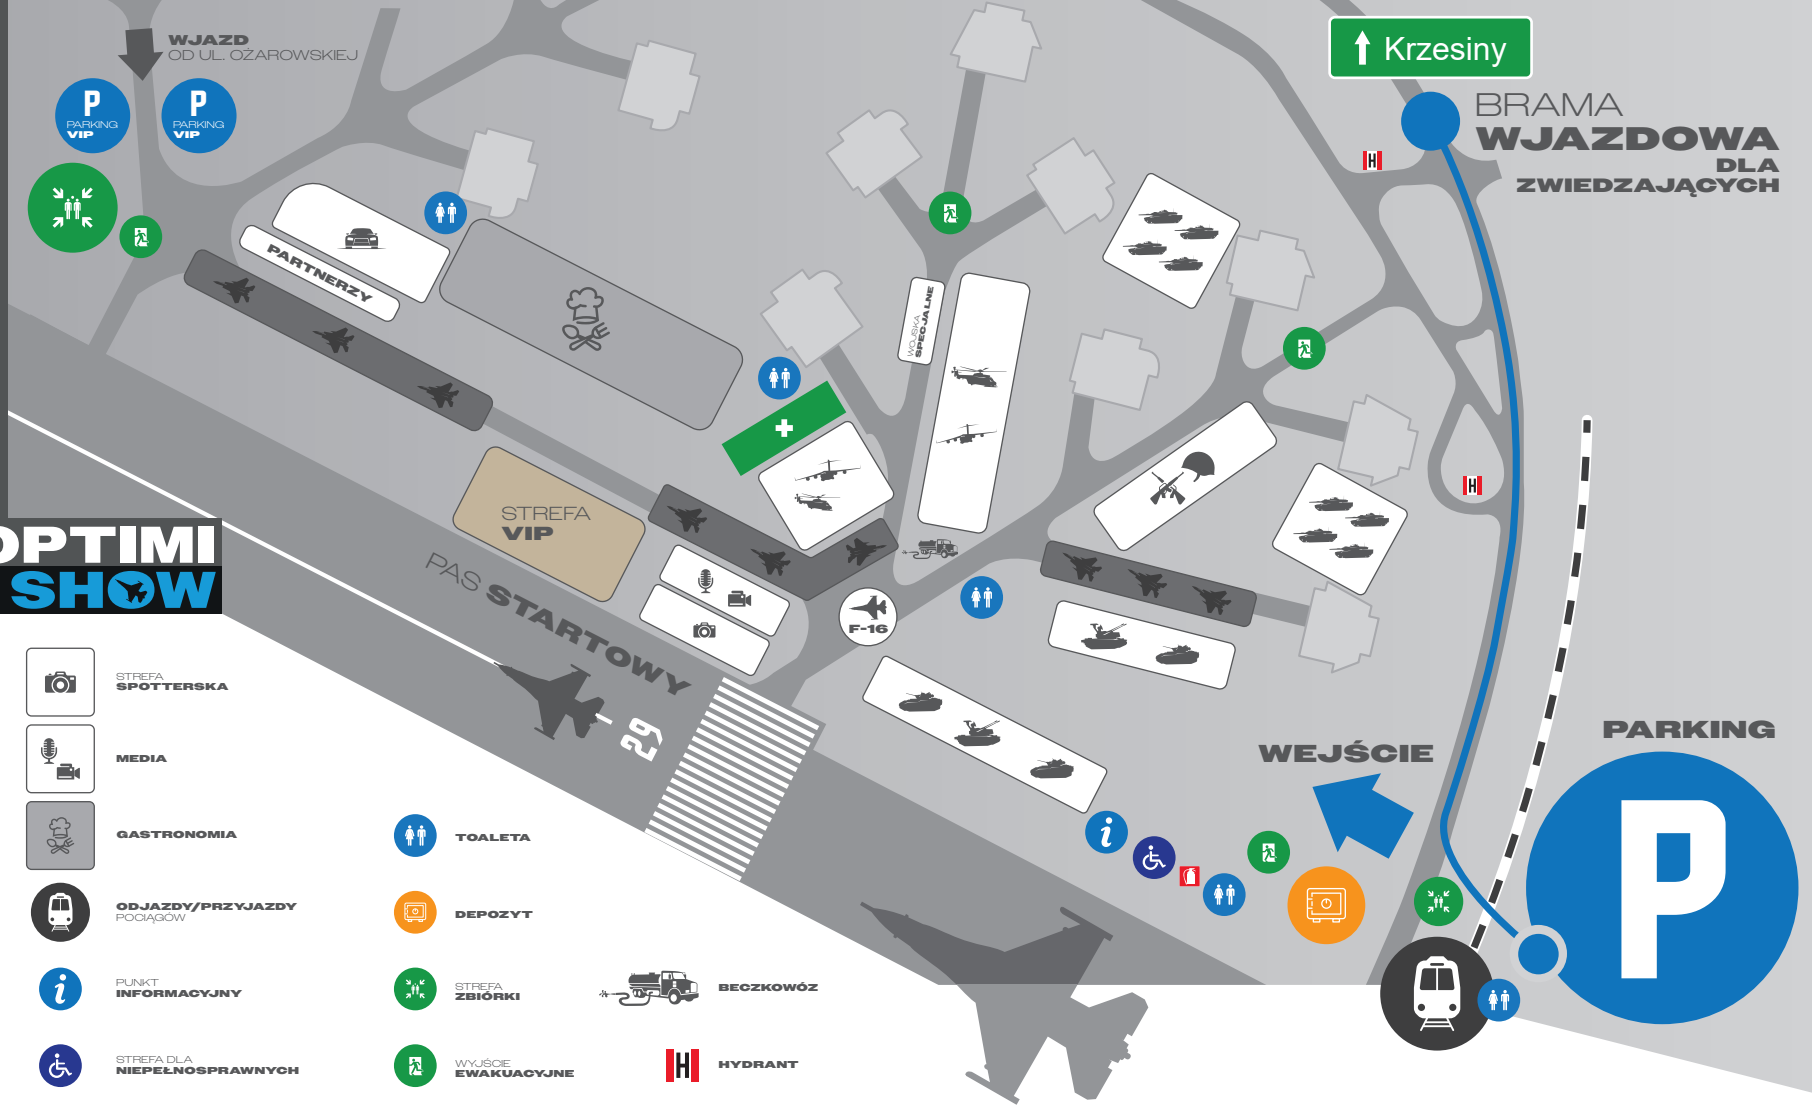 WJAZD
OD UL. OŻAROWSKIEJ
P
PARKING
VIP
P
PARKING
VIP
Krzesiny
BRAMA
WJAZDOWA
DLA
ZWIEDZAJĄCYCH
H
PARTNERZY
WOJSKA
SPECJALNE
STREFA
VIP
H
OPTIMI
SHOW
PAS STARTOWY
F-16
29
WEJŚCIE
PARKING
P
i
STREFA
SPOTTERSKA
MEDIA
GASTRONOMIA
ODJAZDY/PRZYJAZDY
POCIĄGÓW
i
PUNKT
INFORMACYJNY
STREFA DLA
NIEPEŁNOSPRAWNYCH
TOALETA
DEPOZYT
STREFA
ZBIÓRKI
WYJŚCIE
EWAKUACYJNE
BECZKOWÓZ
H
HYDRANT